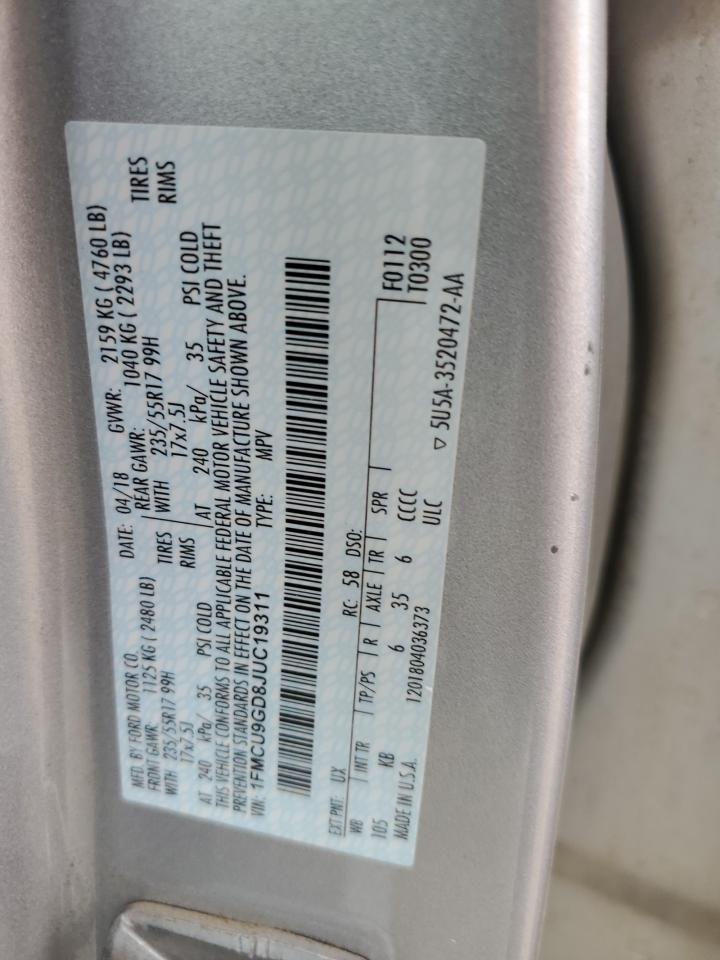 MFD. BY FORD MOTOR CO.
DATE: 04/18 GVWR: 2159 KG ( 4760 LB)
FRONT GAWR: 1125 KG ( 2480 LB) REAR GAWR: 1040 KG ( 2293 LB)
WITH 235/55R17 99H TIRES WITH 235/55R17 99H TIRES
17x7.5J RIMS 17x7.5J RIMS
AT 240 kPa/ 35 PSI COLD AT 240 kPa/ 35 PSI COLD
THIS VEHICLE CONFORMS TO ALL APPLICABLE FEDERAL MOTOR VEHICLE SAFETY AND THEFT
PREVENTION STANDARDS IN EFFECT ON THE DATE OF MANUFACTURE SHOWN ABOVE.
VIN: 1FMCU9GD8JUC19311 TYPE: MPV
EXT PNT: UX RC: 58 DSO:
WB INT TR TP/PS R AXLE TR SPR F0112
105 KB 6 35 6 CCCC T0300
MADE IN U.S.A. 1201804036373 ULC
▽ 5U5A-3520472-AA